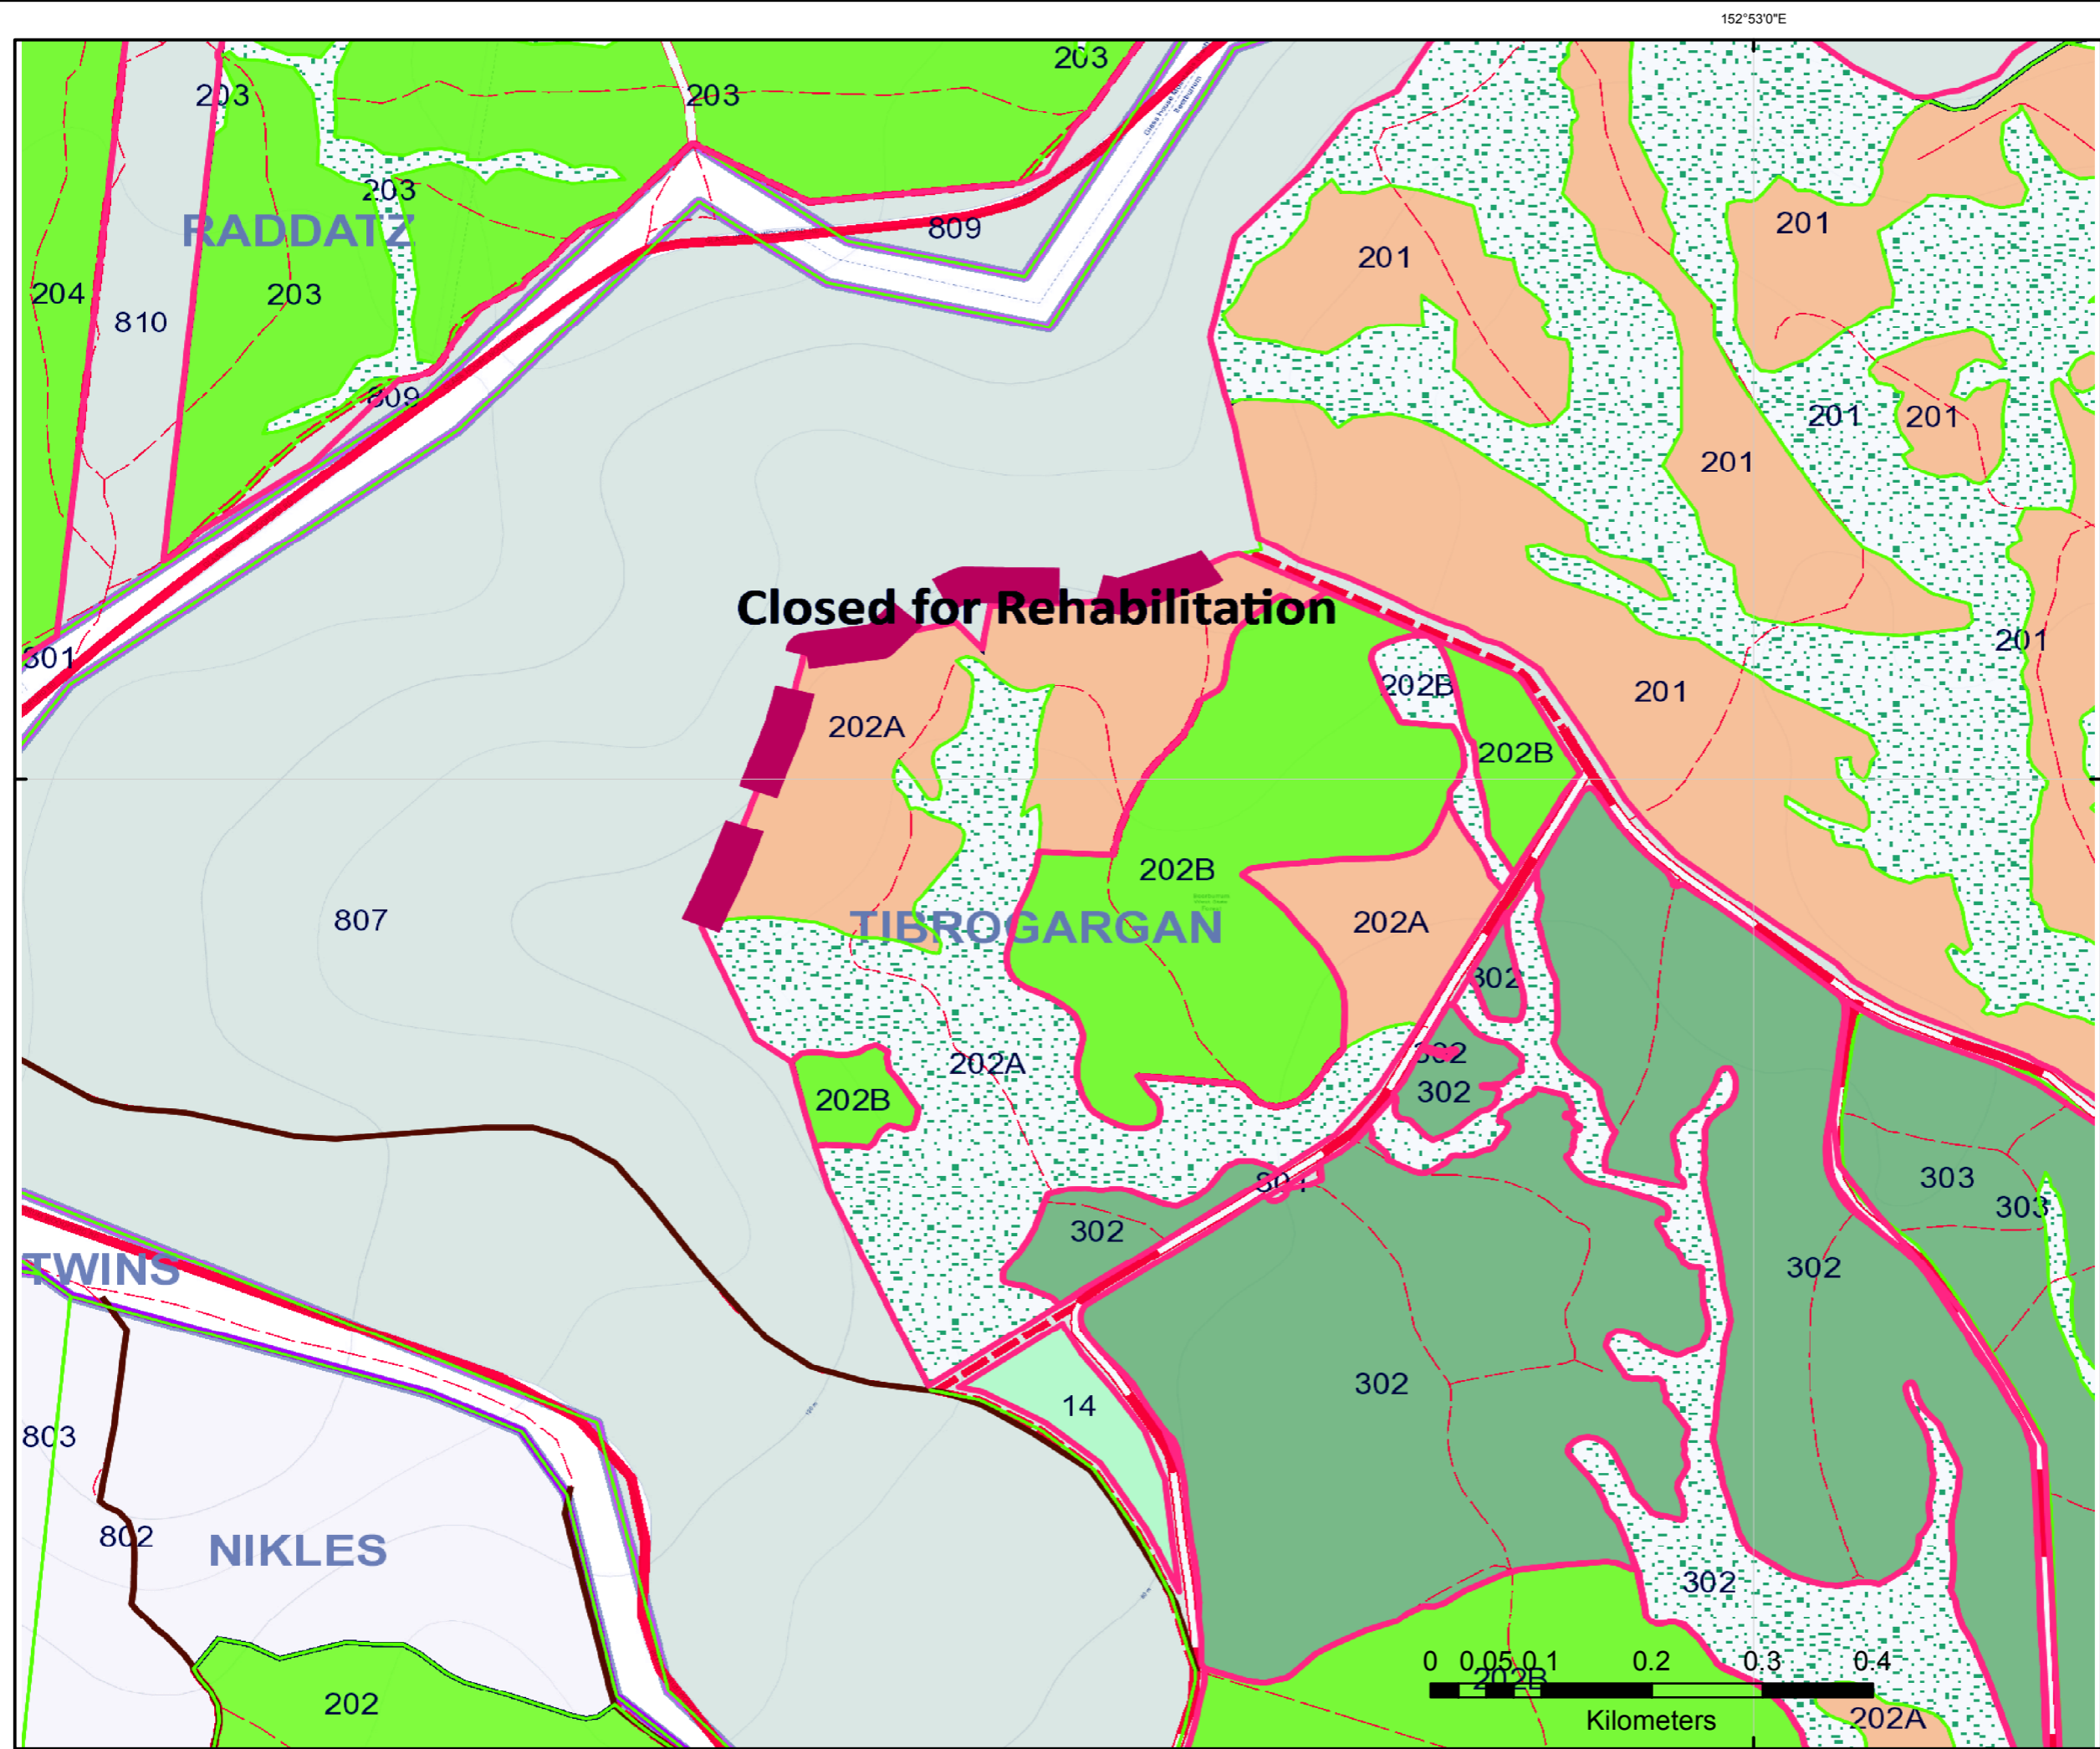 152°53'0"E
203
203
203
203
RADDATZ
809
201
201
204
203
810
809
201
201
201
Closed for Rehabilitation
201
202B
201
202A
202B
202B
807
TIBROGARGAN
202A
302
302
202A
302
202B
303
303
302
302
TWINS
302
14
803
802
NIKLES
302
0 0.05 0.1 0.2 0.3 0.4
202B
202
Kilometers
202A